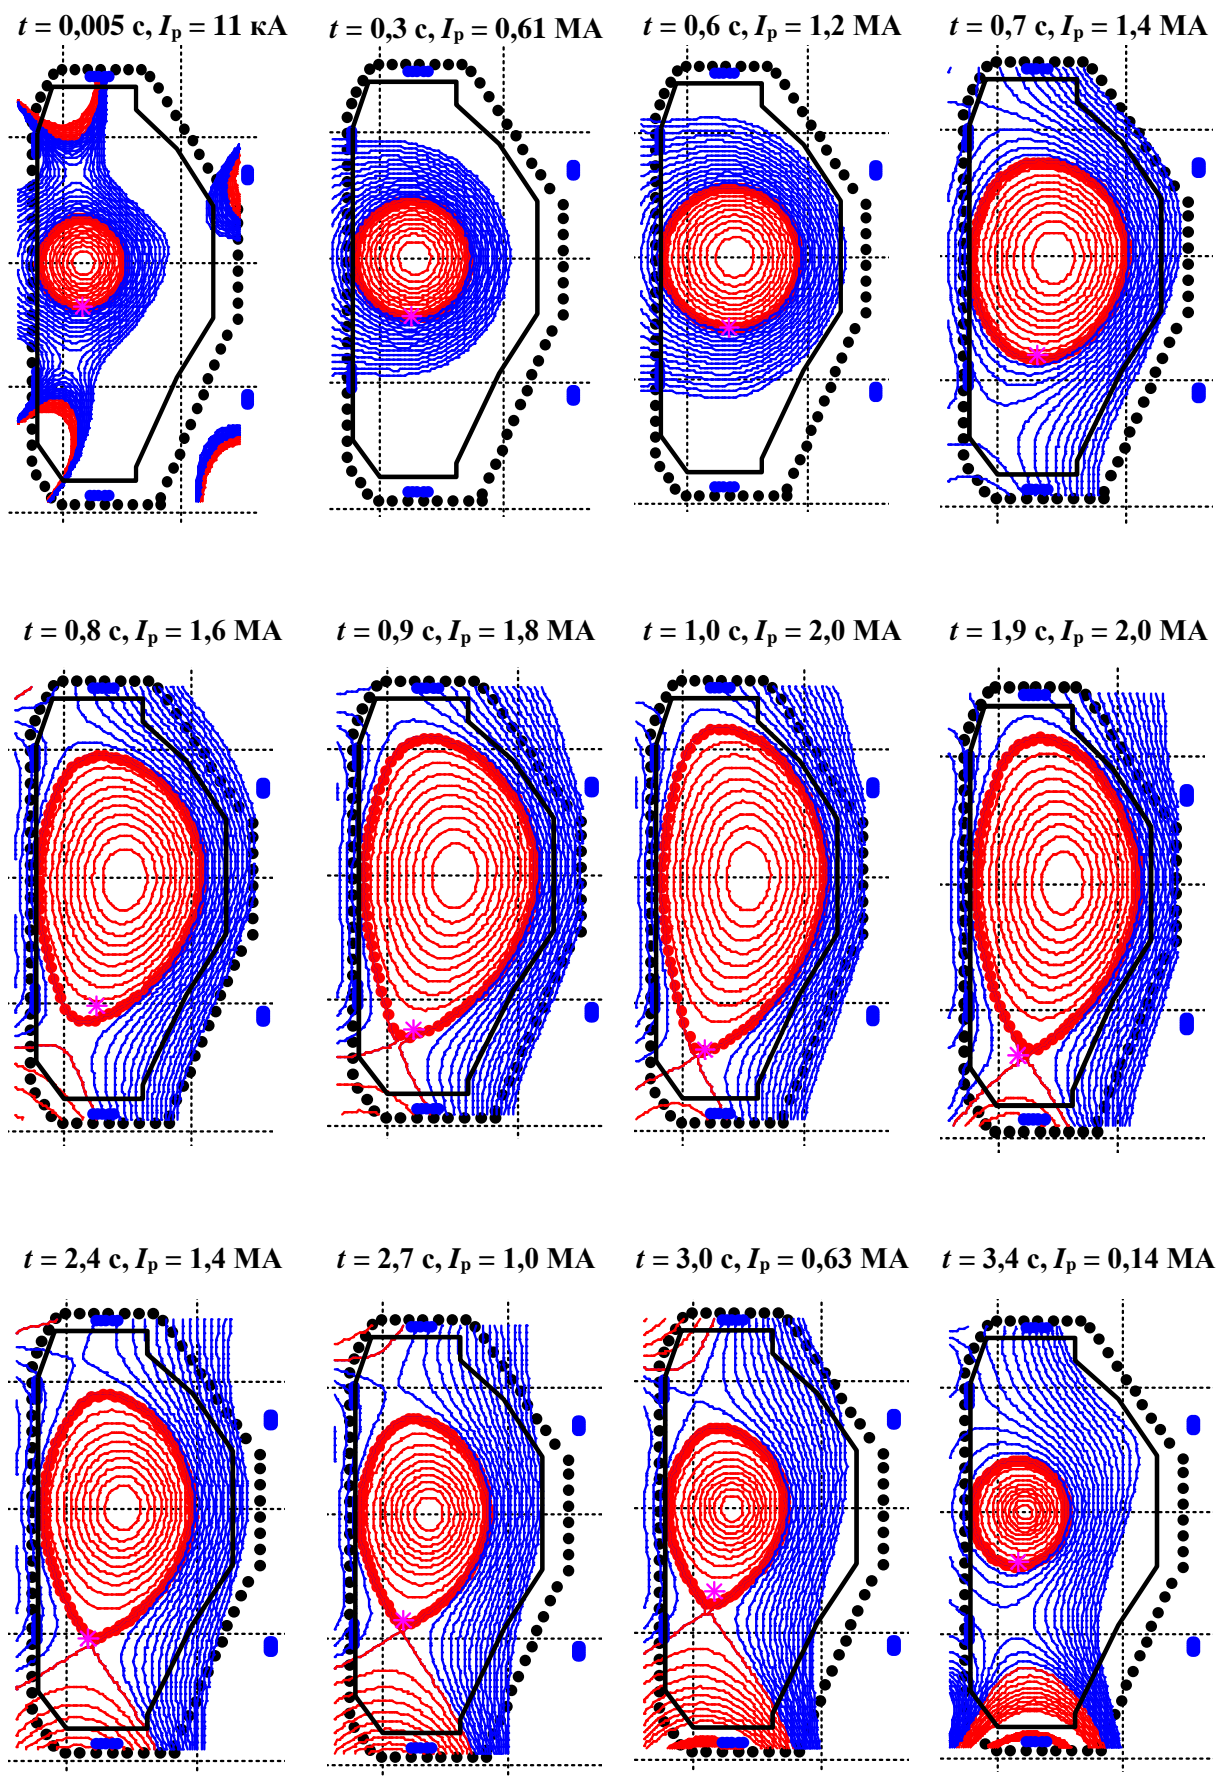 t = 0,005 с, Ip = 11 кА
t = 0,3 с, Ip = 0,61 МА
t = 0,6 с, Ip = 1,2 МА
t = 0,7 с, Ip = 1,4 МА
t = 0,8 с, Ip = 1,6 МА
t = 0,9 с, Ip = 1,8 МА
t = 1,0 с, Ip = 2,0 МА
t = 1,9 с, Ip = 2,0 МА
t = 2,4 с, Ip = 1,4 МА
t = 2,7 с, Ip = 1,0 МА
t = 3,0 с, Ip = 0,63 МА
t = 3,4 с, Ip = 0,14 МА